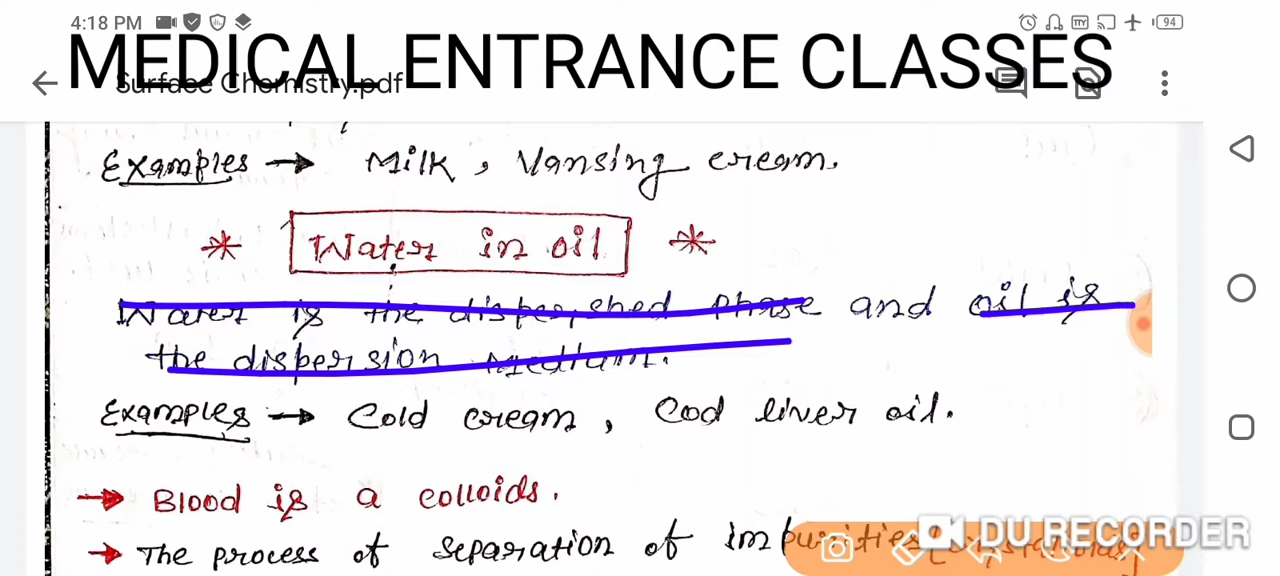 4:18 PM 94
MEDICAL ENTRANCE CLASSES
Surface Chemistry.pdf
Examples → Milk, Vansing cream.
* Water in oil *
Water is the dispershed phase and oil is
the dispersion Medium.
Examples → Cold cream, Cod liver oil.
→ Blood is a colloids.
→ The process of separation of impurities
DU RECORDER